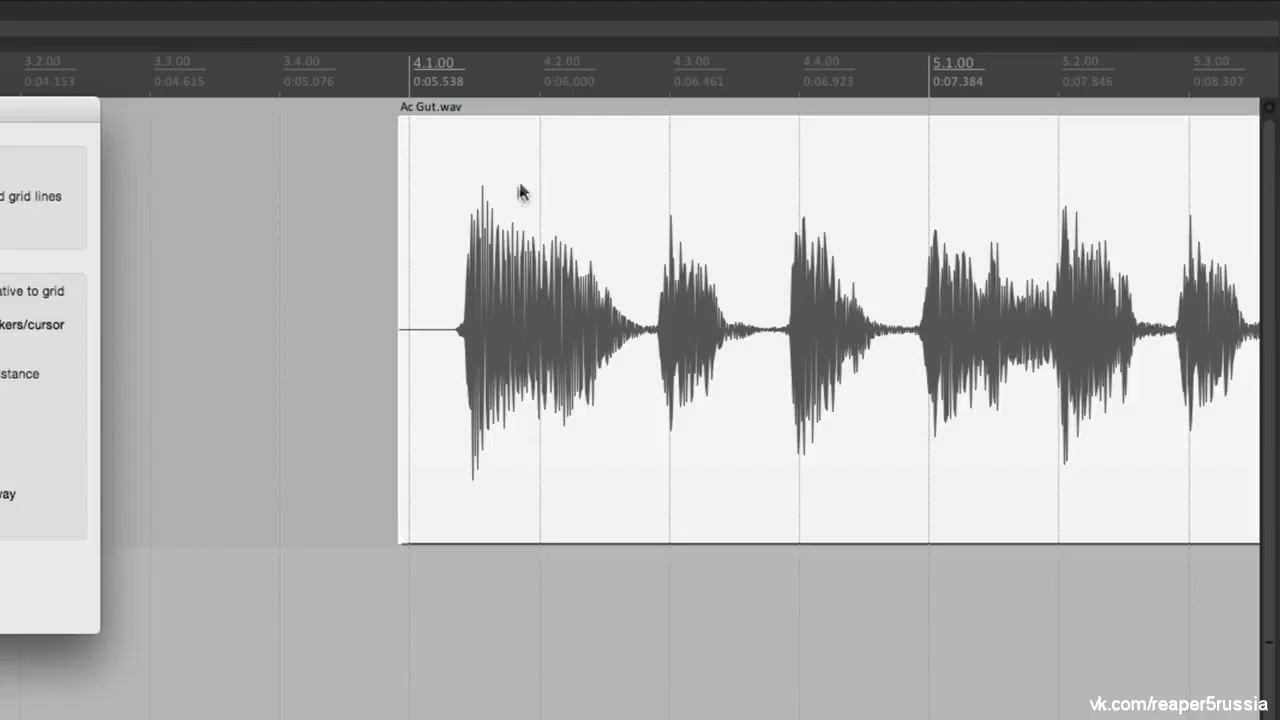 3.2.00 3.3.00 3.4.00 4.1.00 4.2.00 4.3.00 4.4.00 5.1.00 5.2.00 5.3.00
0:04.153 0:04.615 0:05.076 0:05.538 0:06.000 0:06.461 0:06.923 0:07.384 0:07.846 0:08.307
Ac Gut.wav
d grid lines
ative to grid
kers/cursor
stance
vay
vk.com/reaper5russia